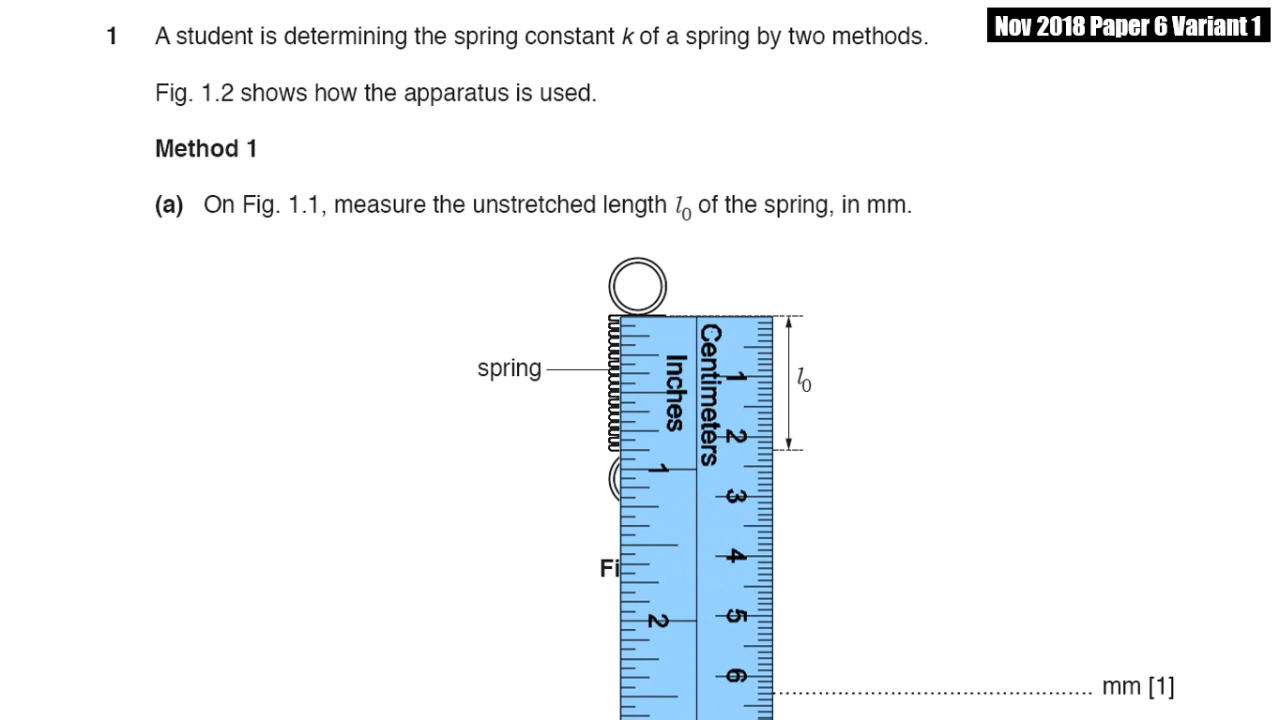 Nov 2018 Paper 6 Variant 1
1 A student is determining the spring constant k of a spring by two methods.
Fig. 1.2 shows how the apparatus is used.
Method 1
(a) On Fig. 1.1, measure the unstretched length l0 of the spring, in mm.
spring
Centimeters
Inches
l0
1
2
3
4
5
6
1
2
Fi
mm [1]